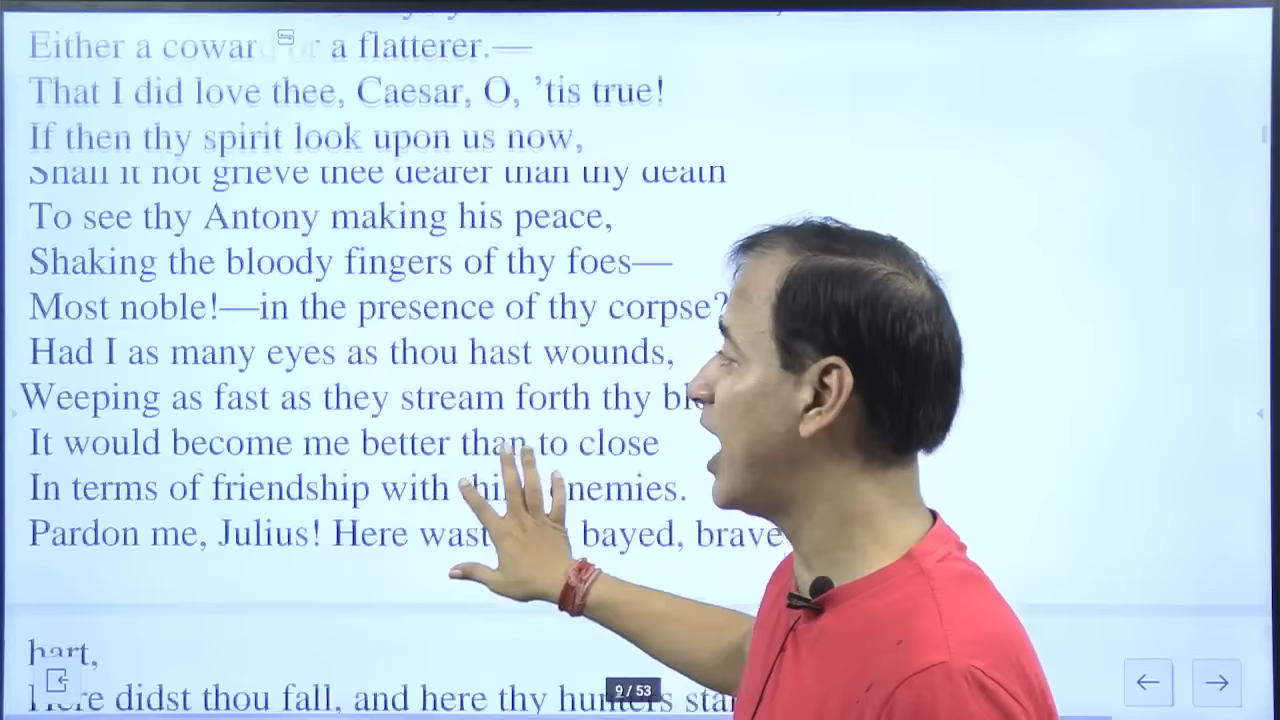 Either a coward or a flatterer.—
That I did love thee, Caesar, O, ’tis true!
If then thy spirit look upon us now,
Shall it not grieve thee dearer than thy death
To see thy Antony making his peace,
Shaking the bloody fingers of thy foes—
Most noble!—in the presence of thy corpse?
Had I as many eyes as thou hast wounds,
Weeping as fast as they stream forth thy
It would become me better than to close
In terms of friendship with enemies.
Pardon me, Julius! Here wast bayed, brave
hart,
Here didst thou fall, and here thy hunters
9 / 53